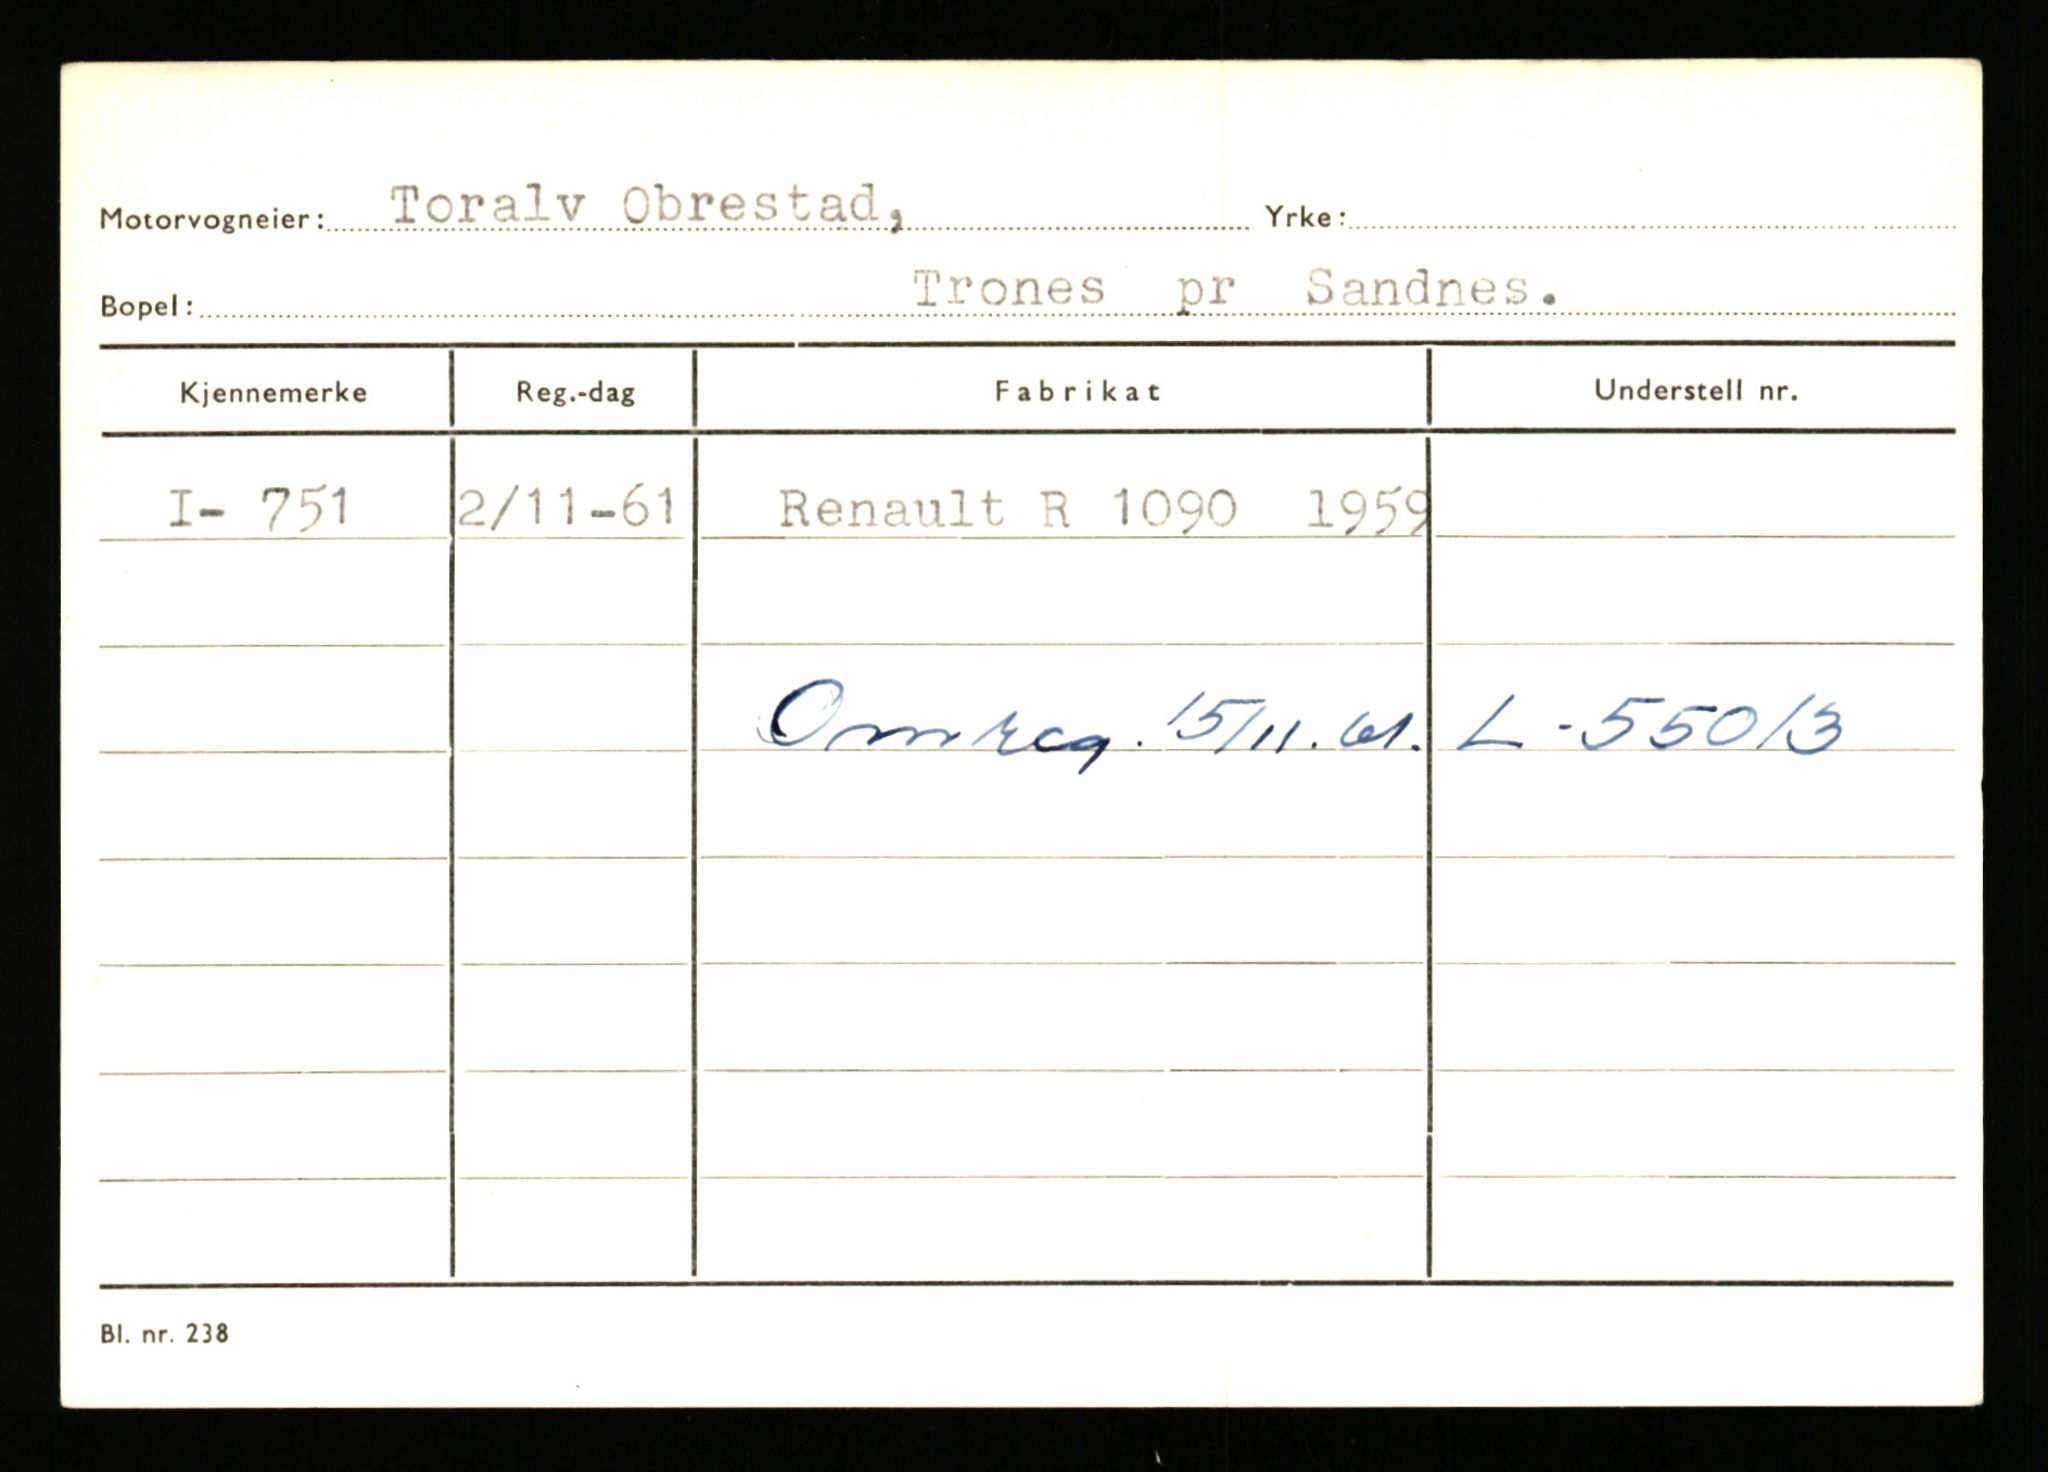 Motorvogneier: Toralv Obrestad, Yrke:
Bopel: Trones pr Sandnes.
Kjennemerke Reg.-dag Fabrikat Understell nr.
I- 751 2/11-61 Renault R 1090 1959
Omreg. 15/11. 61. L - 55013
Bl. nr. 238